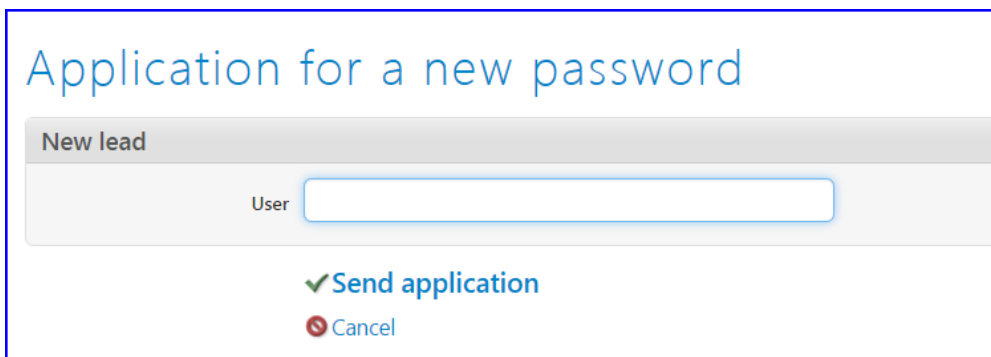 Application for a new password
New lead
User
Send application
Cancel